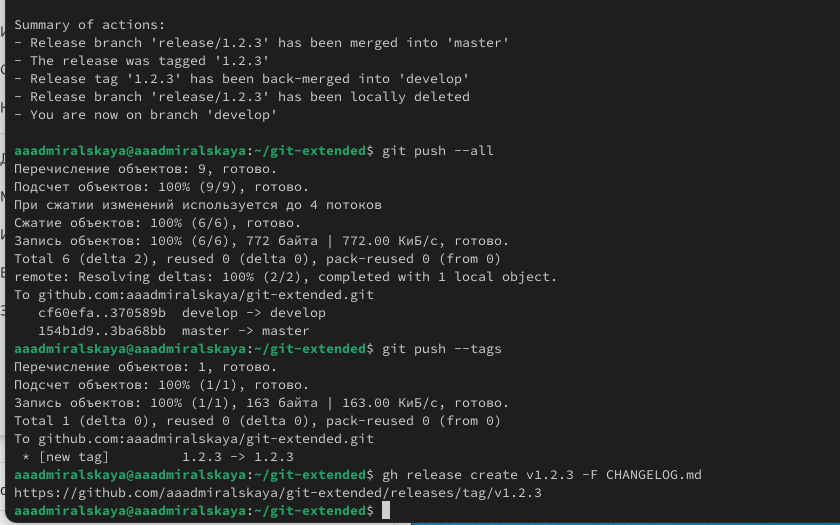 Summary of actions:
- Release branch 'release/1.2.3' has been merged into 'master'
- The release was tagged '1.2.3'
- Release tag '1.2.3' has been back-merged into 'develop'
- Release branch 'release/1.2.3' has been locally deleted
- You are now on branch 'develop'
aaadmiralskaya@aaadmiralskaya:~/git-extended$ git push --all
Перечисление объектов: 9, готово.
Подсчет объектов: 100% (9/9), готово.
При сжатии изменений используется до 4 потоков
Сжатие объектов: 100% (6/6), готово.
Запись объектов: 100% (6/6), 772 байта | 772.00 КиБ/с, готово.
Total 6 (delta 2), reused 0 (delta 0), pack-reused 0 (from 0)
remote: Resolving deltas: 100% (2/2), completed with 1 local object.
To github.com:aaadmiralskaya/git-extended.git
   cf60efa..370589b  develop -> develop
   154b1d9..3ba68bb  master -> master
aaadmiralskaya@aaadmiralskaya:~/git-extended$ git push --tags
Перечисление объектов: 1, готово.
Подсчет объектов: 100% (1/1), готово.
Запись объектов: 100% (1/1), 163 байта | 163.00 КиБ/с, готово.
Total 1 (delta 0), reused 0 (delta 0), pack-reused 0 (from 0)
To github.com:aaadmiralskaya/git-extended.git
 * [new tag]         1.2.3 -> 1.2.3
aaadmiralskaya@aaadmiralskaya:~/git-extended$ gh release create v1.2.3 -F CHANGELOG.md
https://github.com/aaadmiralskaya/git-extended/releases/tag/v1.2.3
aaadmiralskaya@aaadmiralskaya:~/git-extended$